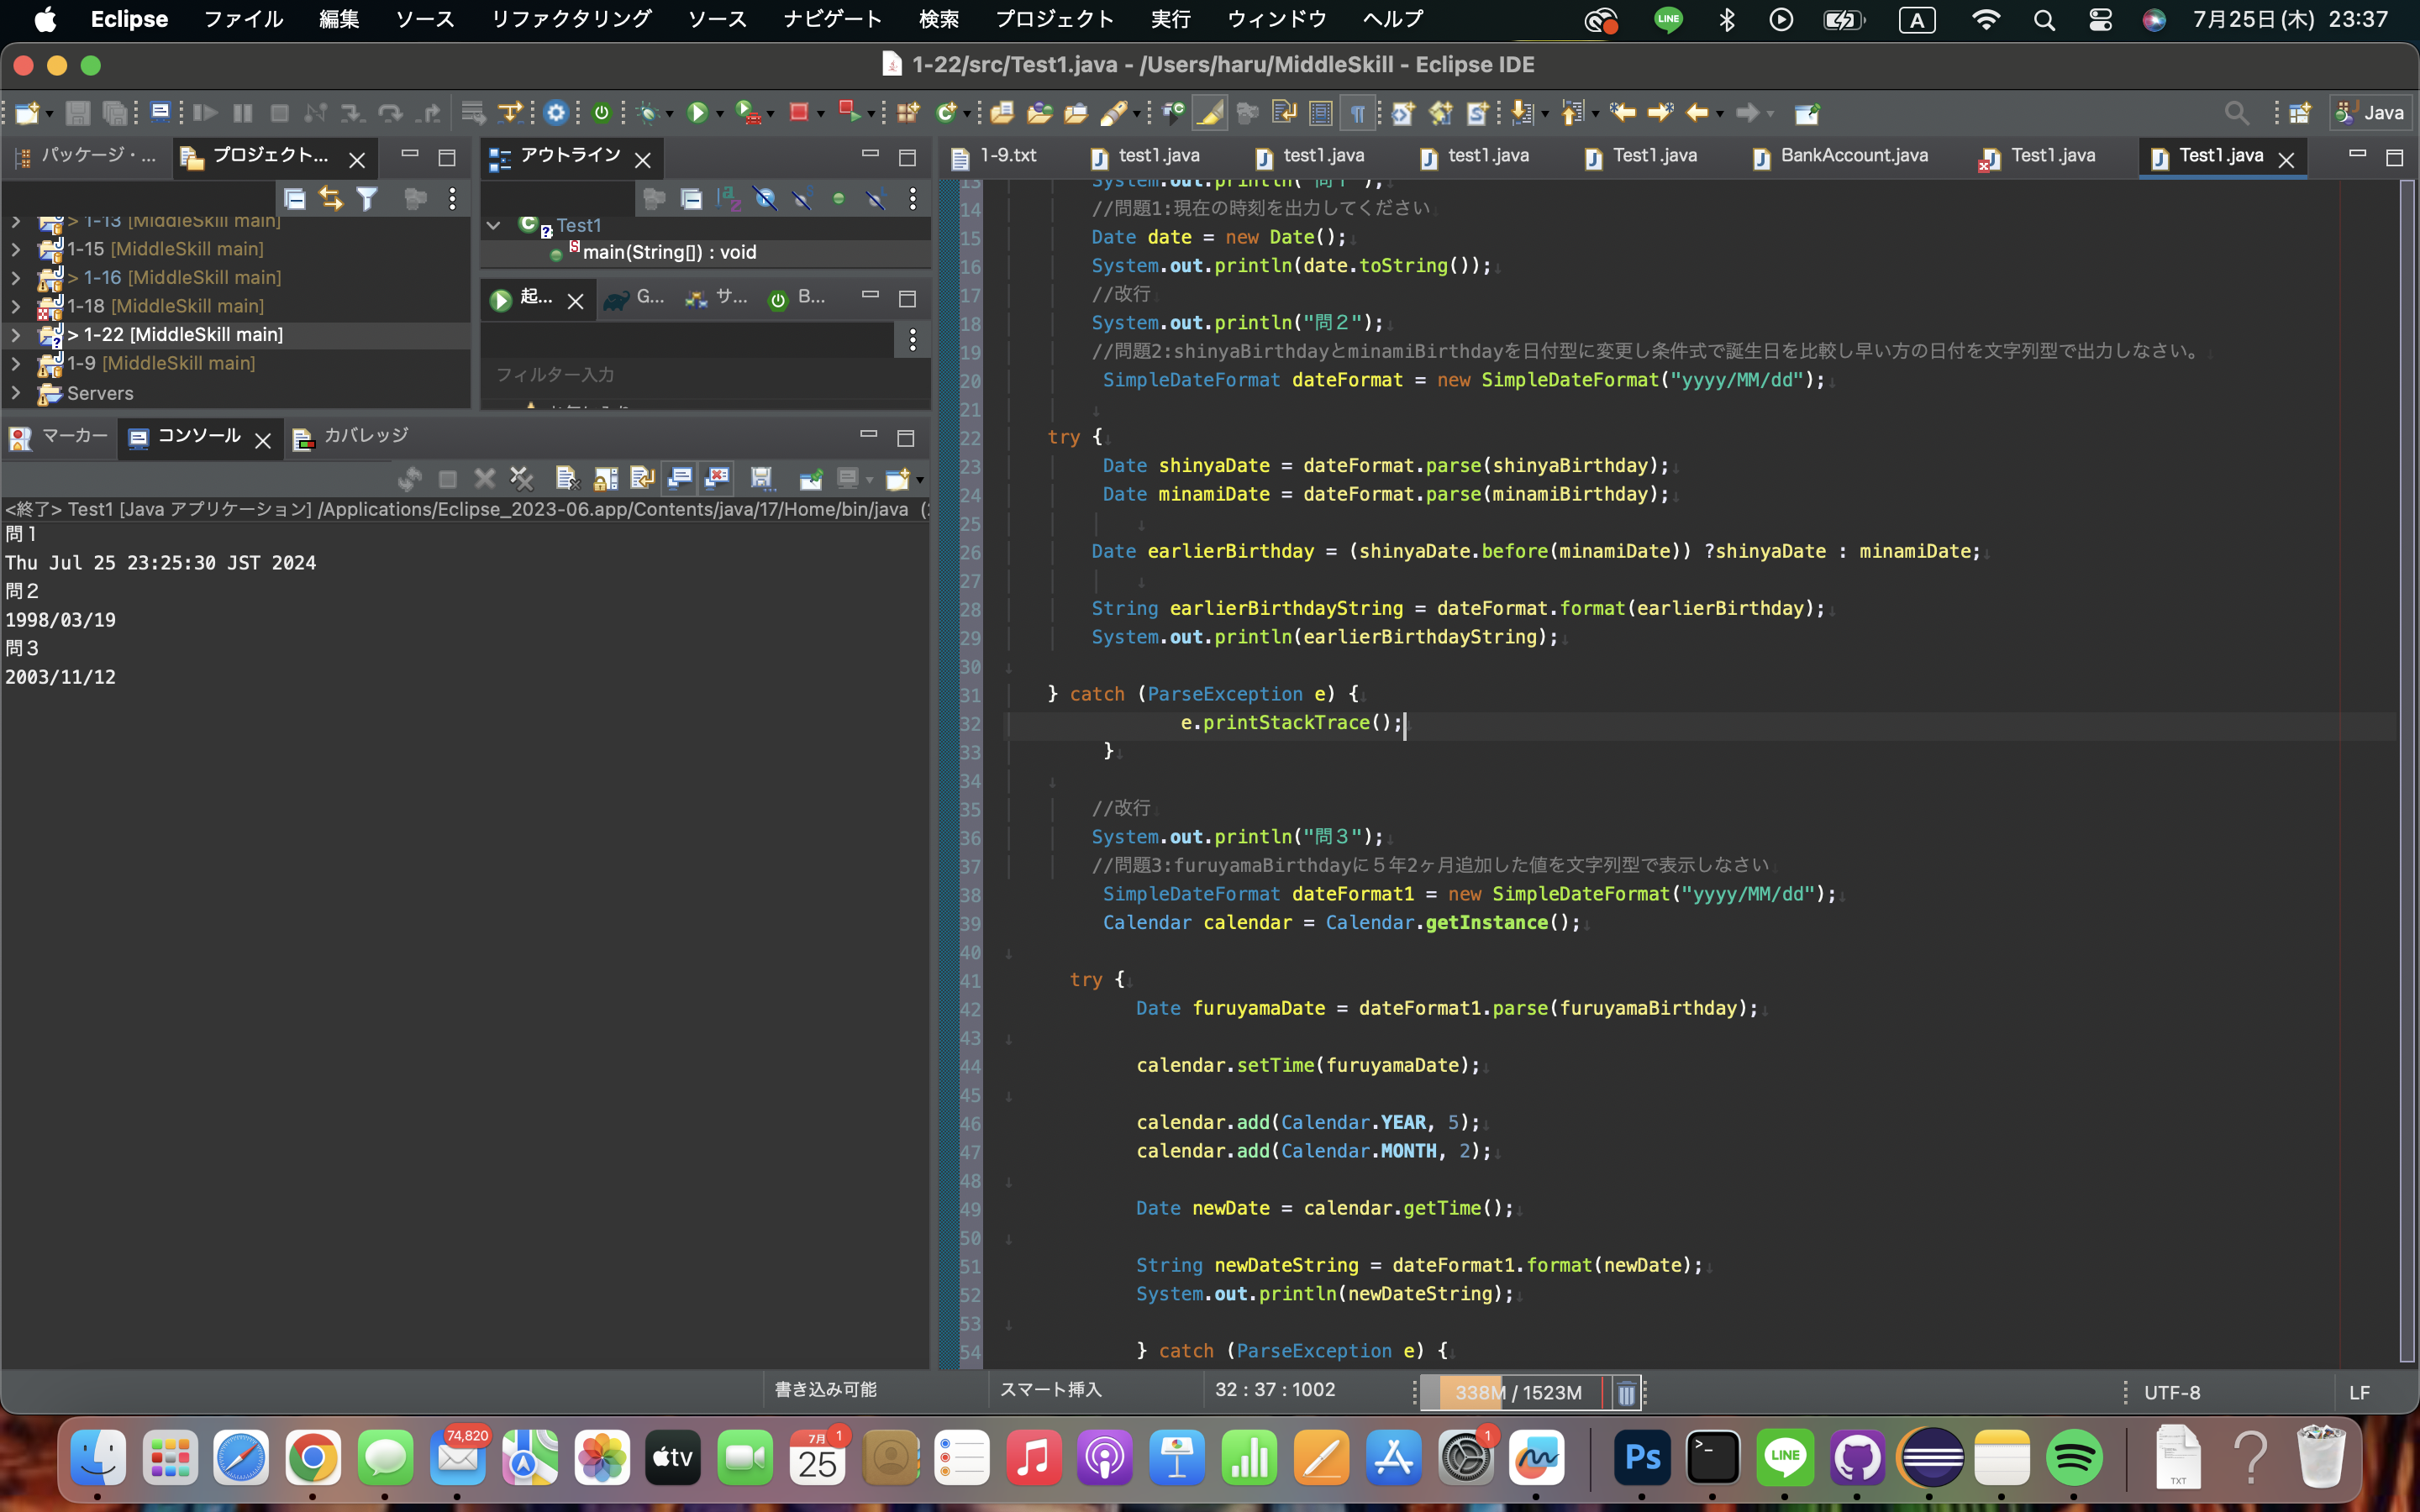 Eclipse ファイル 編集 ソース リファクタリング ソース ナビゲート 検索 プロジェクト 実行 ウィンドウ ヘルプ LINE A 7月25日(木) 23:37
1-22/src/Test1.java - /Users/haru/MiddleSkill - Eclipse IDE
Java
パッケージ・... プロジェクト... アウトライン
1-9.txt test1.java test1.java test1.java Test1.java BankAccount.java Test1.java Test1.java
> 1-13 [MiddleSkill main]
1-15 [MiddleSkill main]
> 1-16 [MiddleSkill main]
1-18 [MiddleSkill main]
> 1-22 [MiddleSkill main]
1-9 [MiddleSkill main]
Servers
Test1
main(String[]) : void
起... G... サ... B...
フィルター入力
マーカー コンソール カバレッジ
<終了> Test1 [Java アプリケーション] /Applications/Eclipse_2023-06.app/Contents/java/17/Home/bin/java
問１
Thu Jul 25 23:25:30 JST 2024
問２
1998/03/19
問３
2003/11/12
13 System.out.println("問１");
14 //問題1:現在の時刻を出力してください
15 Date date = new Date();
16 System.out.println(date.toString());
17 //改行
18 System.out.println("問２");
19 //問題2:shinyaBirthdayとminamiBirthdayを日付型に変更し条件式で誕生日を比較し早い方の日付を文字列型で出力しなさい。
20 SimpleDateFormat dateFormat = new SimpleDateFormat("yyyy/MM/dd");
21
22 try {
23 Date shinyaDate = dateFormat.parse(shinyaBirthday);
24 Date minamiDate = dateFormat.parse(minamiBirthday);
25
26 Date earlierBirthday = (shinyaDate.before(minamiDate)) ?shinyaDate : minamiDate;
27
28 String earlierBirthdayString = dateFormat.format(earlierBirthday);
29 System.out.println(earlierBirthdayString);
30
31 } catch (ParseException e) {
32 e.printStackTrace();
33 }
34
35 //改行
36 System.out.println("問３");
37 //問題3:furuyamaBirthdayに５年2ヶ月追加した値を文字列型で表示しなさい
38 SimpleDateFormat dateFormat1 = new SimpleDateFormat("yyyy/MM/dd");
39 Calendar calendar = Calendar.getInstance();
40
41 try {
42 Date furuyamaDate = dateFormat1.parse(furuyamaBirthday);
43
44 calendar.setTime(furuyamaDate);
45
46 calendar.add(Calendar.YEAR, 5);
47 calendar.add(Calendar.MONTH, 2);
48
49 Date newDate = calendar.getTime();
50
51 String newDateString = dateFormat1.format(newDate);
52 System.out.println(newDateString);
53
54 } catch (ParseException e) {
書き込み可能 スマート挿入 32 : 37 : 1002 338M / 1523M UTF-8 LF
74,820 tv 7月 25 1 1 Ps LINE TXT